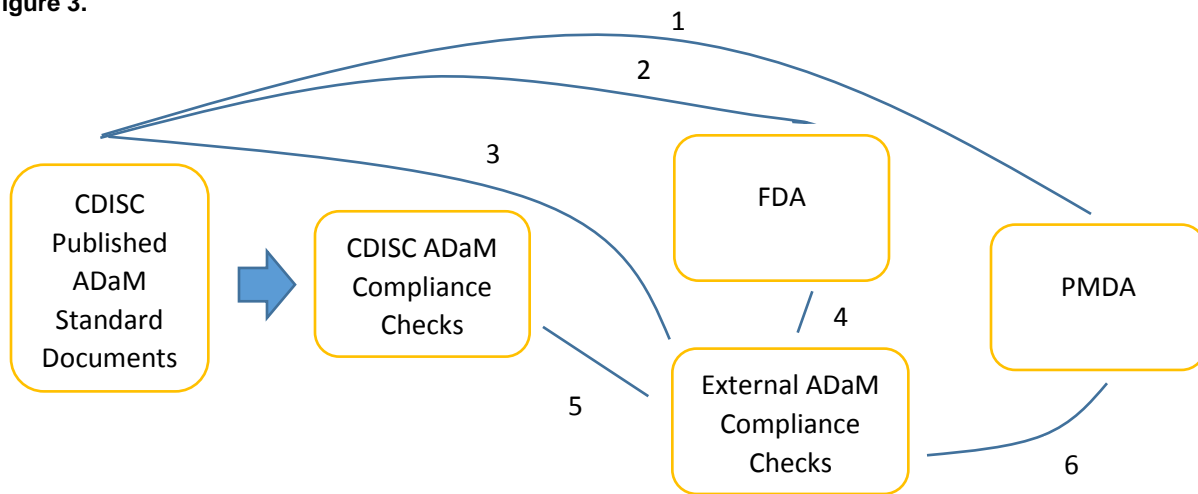 igure 3.
1
2
3
FDA
CDISC
Published
ADaM
Standard
Documents
CDISC ADaM
Compliance
Checks
PMDA
4
5
External ADaM
Compliance
Checks
6